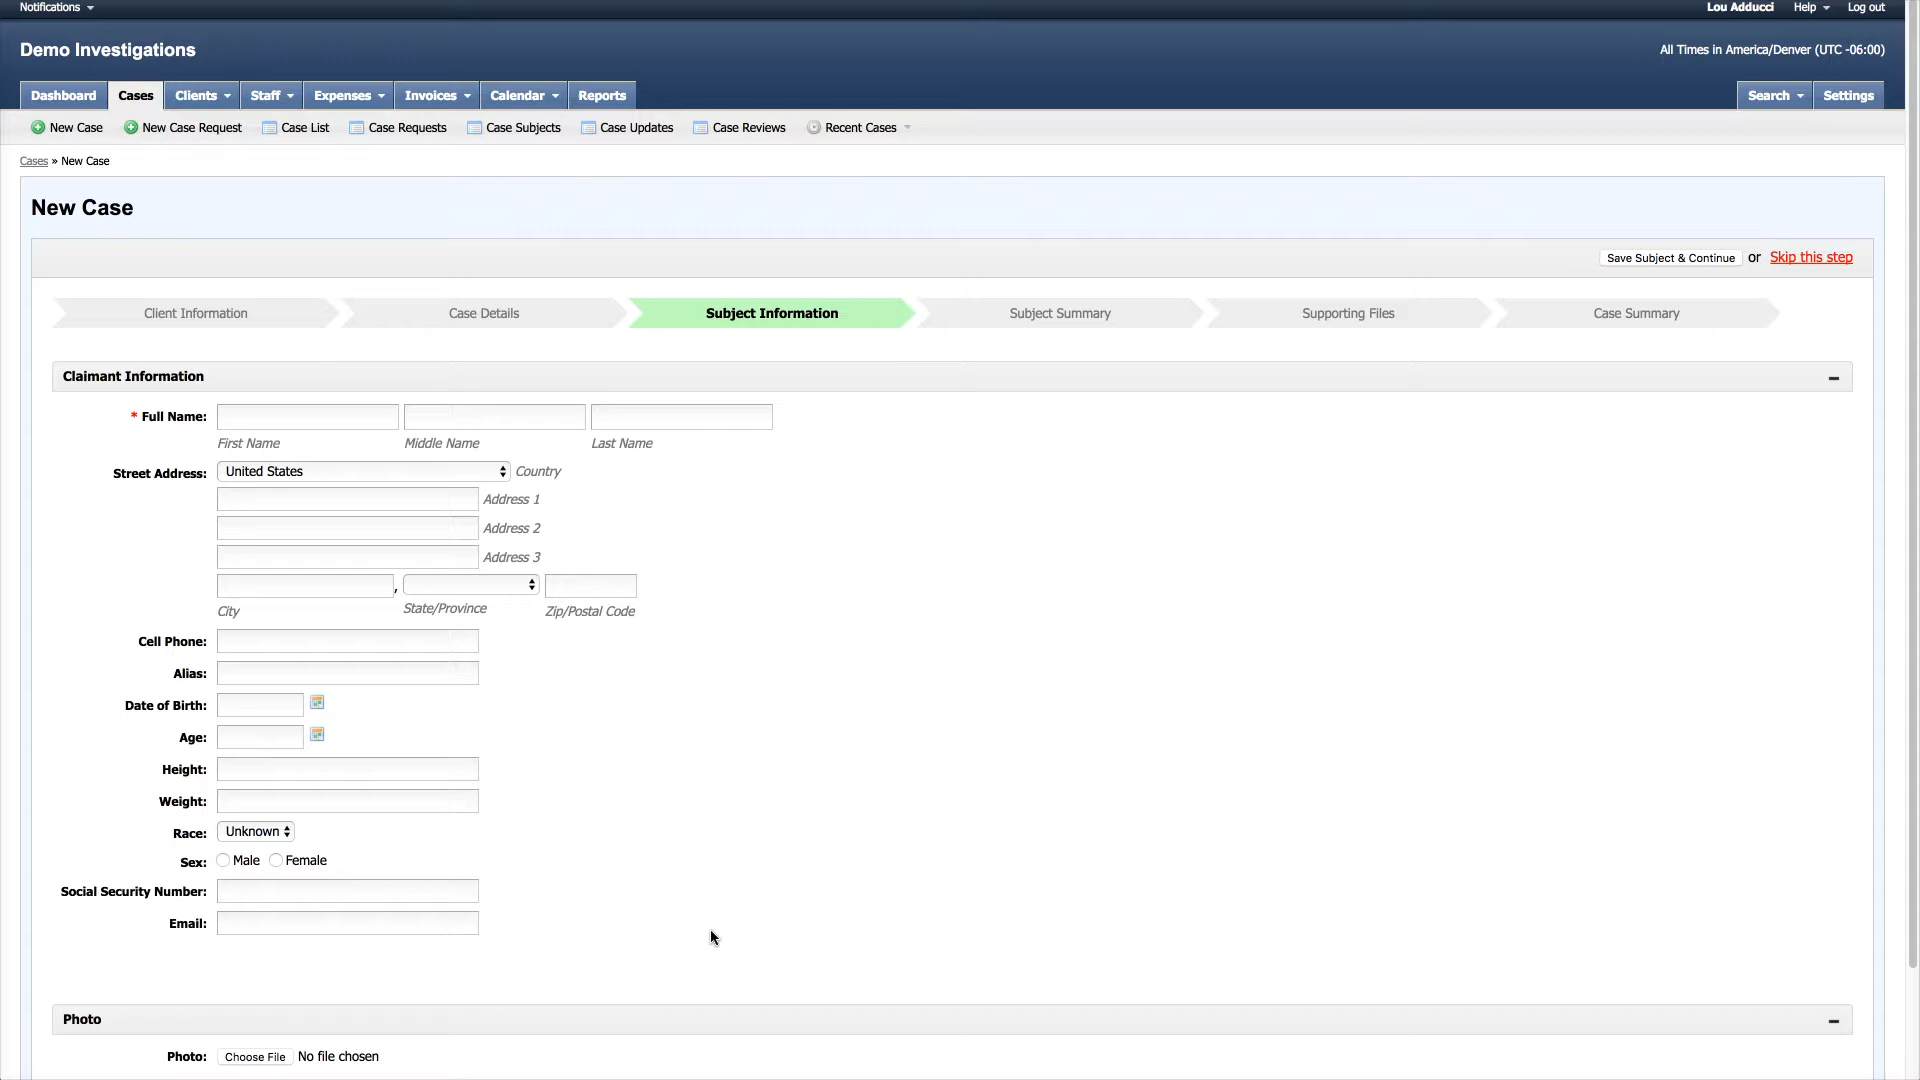 Notifications
Lou Adducci Help Log out
Demo Investigations
All Times in America/Denver (UTC -06:00)
Dashboard Cases Clients Staff Expenses Invoices Calendar Reports Search Settings
New Case New Case Request Case List Case Requests Case Subjects Case Updates Case Reviews Recent Cases
Cases » New Case
New Case
Save Subject & Continue or Skip this step
Client Information Case Details Subject Information Subject Summary Supporting Files Case Summary
Claimant Information
* Full Name:
First Name Middle Name Last Name
Street Address: United States Country
Address 1
Address 2
Address 3
,
City State/Province Zip/Postal Code
Cell Phone:
Alias:
Date of Birth:
Age:
Height:
Weight:
Race: Unknown
Sex: Male Female
Social Security Number:
Email:
Photo
Photo: Choose File No file chosen